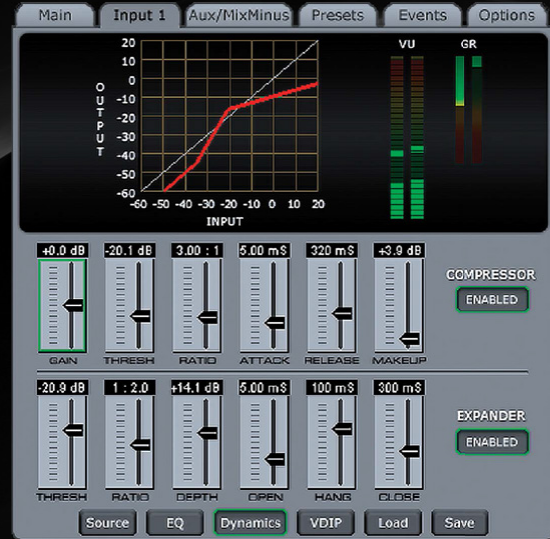 Main Input 1 Aux/MixMinus Presets Events Options
VU GR
OUTPUT
20
10
0
-10
-20
-30
-40
-50
-60
-60 -50 -40 -30 -20 -10 0 10 20
INPUT
+0.0 dB -20.1 dB 3.00 : 1 5.00 mS 320 mS +3.9 dB
COMPRESSOR
ENABLED
GAIN THRESH RATIO ATTACK RELEASE MAKEUP
-20.9 dB 1 : 2.0 +14.1 dB 5.00 mS 100 mS 300 mS
EXPANDER
ENABLED
THRESH RATIO DEPTH OPEN HANG CLOSE
Source EQ Dynamics VDIP Load Save